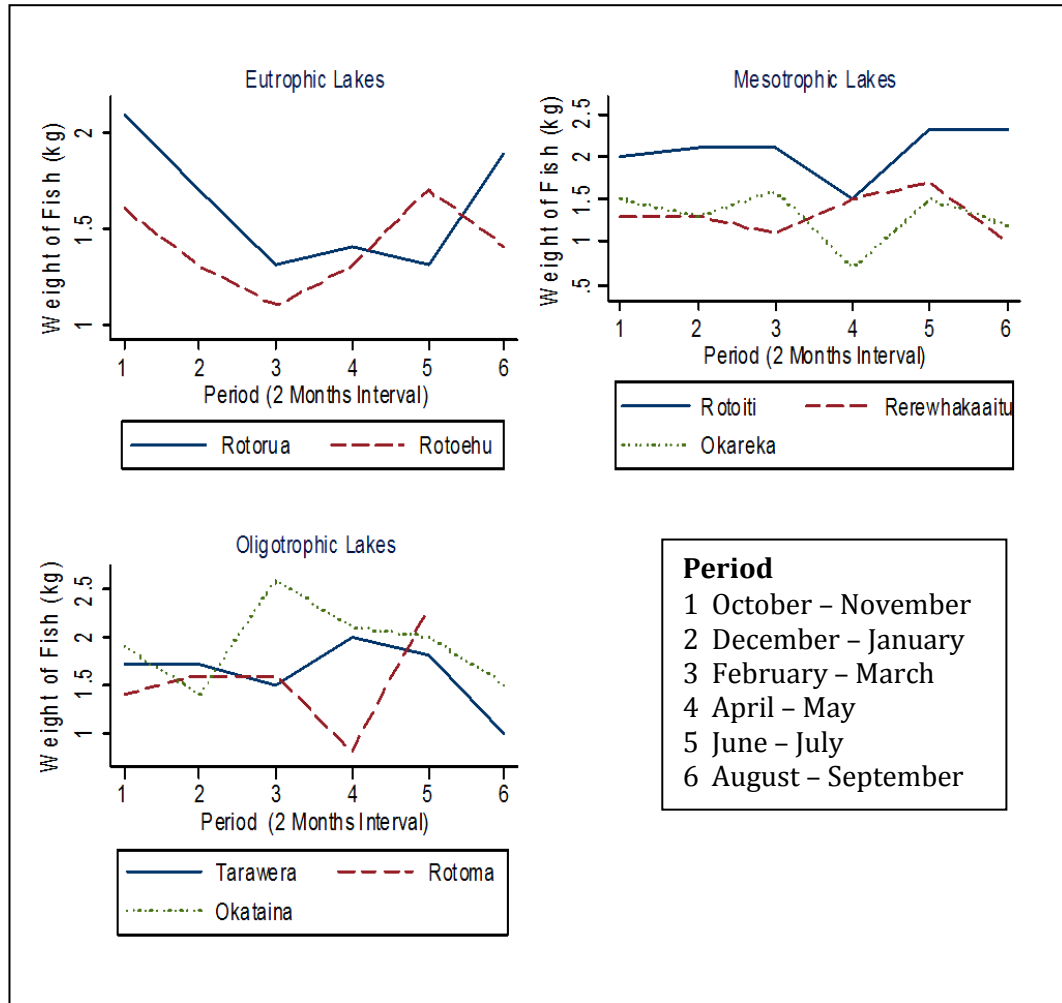 Eutrophic Lakes
Weight of Fish (kg)
2
1.5
1
1 2 3 4 5 6
Period (2 Months Interval)
Rotorua Rotoehu
Mesotrophic Lakes
Weight of Fish (kg)
2.5
2
1.5
1
.5
1 2 3 4 5 6
Period (2 Months Interval)
Rotoiti Rerewhakaaitu
Okareka
Oligotrophic Lakes
Weight of Fish (kg)
2.5
2
1.5
1
1 2 3 4 5 6
Period (2 Months Interval)
Tarawera Rotoma
Okataina
Period
1 October – November
2 December – January
3 February – March
4 April – May
5 June – July
6 August – September